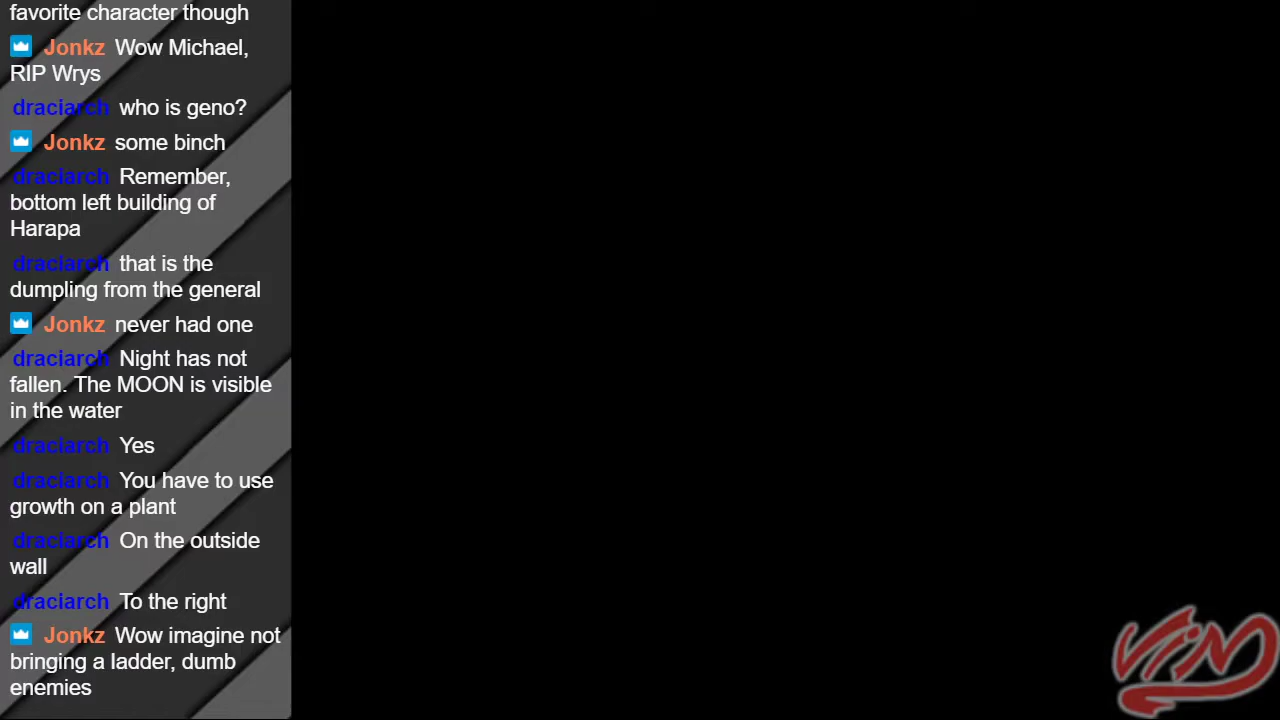 favorite character though
Jonkz Wow Michael,
RIP Wrys
draciarch who is geno?
Jonkz some binch
draciarch Remember,
bottom left building of
Harapa
draciarch that is the
dumpling from the general
Jonkz never had one
draciarch Night has not
fallen. The MOON is visible
in the water
draciarch Yes
draciarch You have to use
growth on a plant
draciarch On the outside
wall
draciarch To the right
Jonkz Wow imagine not
bringing a ladder, dumb
enemies
VIM